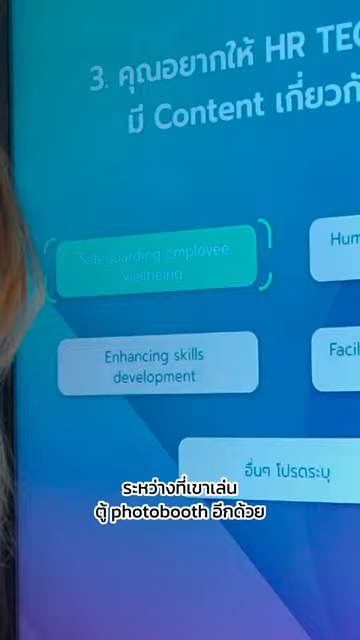 3. คุณอยากให้ HR TEC
มี Content เกี่ยวกั
Safeguarding employee
wellbeing
Hum
Enhancing skills
development
Facil
อื่นๆ โปรดระบุ
ระหว่างที่เขาเล่น
ตู้ photobooth อีกด้วย